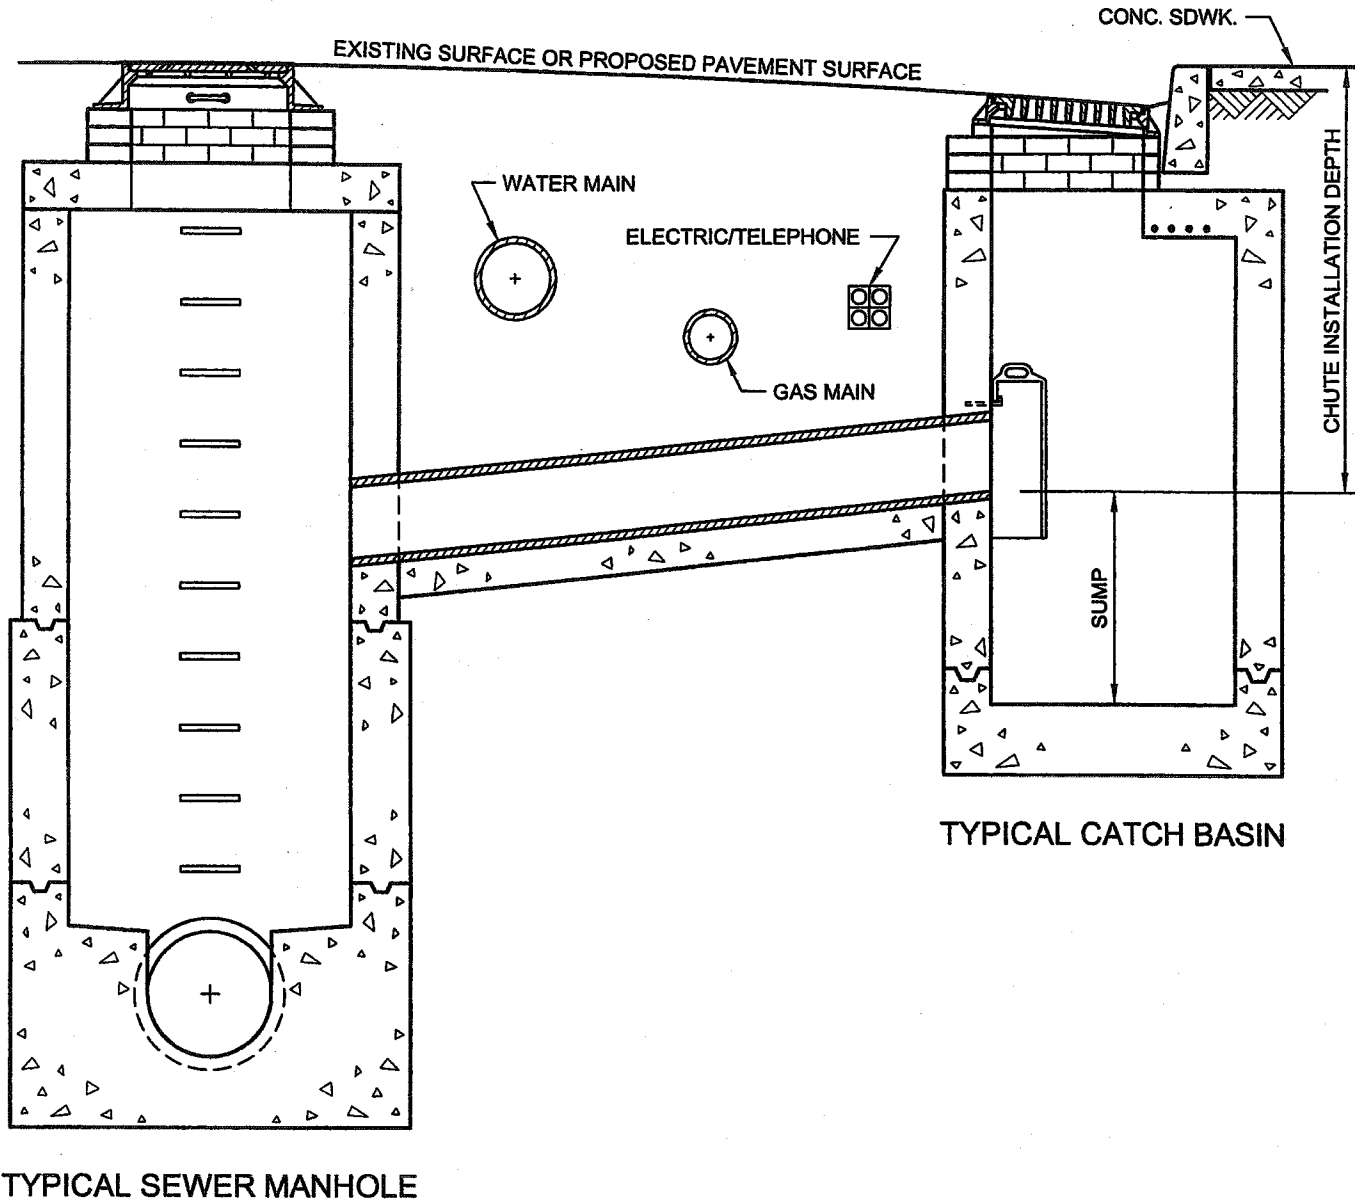 CONC. SDWK.
EXISTING SURFACE OR PROPOSED PAVEMENT SURFACE
WATER MAIN
ELECTRIC/TELEPHONE
GAS MAIN
CHUTE INSTALLATION DEPTH
SUMP
TYPICAL CATCH BASIN
TYPICAL SEWER MANHOLE